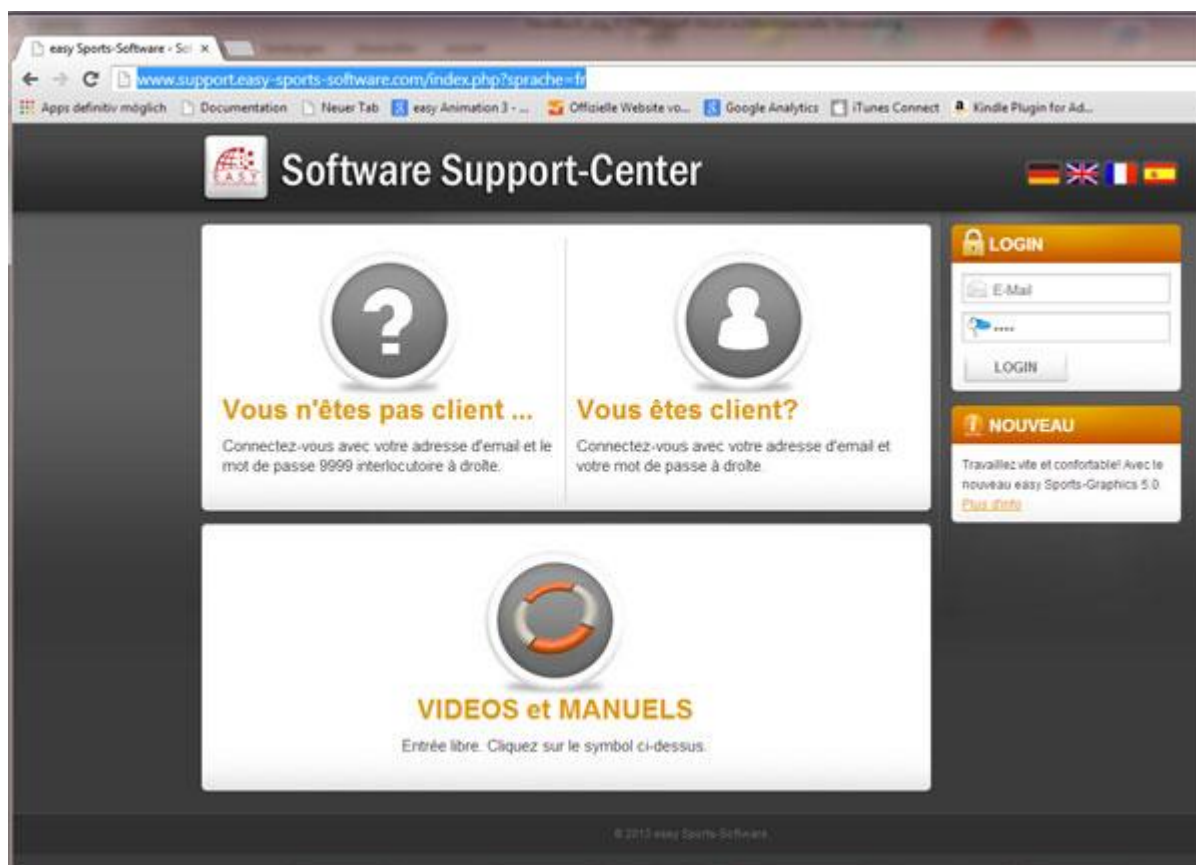 easy Sports-Software - Sol
www.support.easy-sports-software.com/index.php?sprache=fr
Apps definitiv möglich Documentation Neuer Tab easy Animation 3 - ... Offizielle Website vo... Google Analytics iTunes Connect Kindle Plugin for Ad...
EASY
Software Support-Center
Vous n'êtes pas client ...
Connectez-vous avec votre adresse d'email et le
mot de passe 9999 interlocutoire à droite.
Vous êtes client?
Connectez-vous avec votre adresse d'email et
votre mot de passe à droite
LOGIN
E-Mail
LOGIN
NOUVEAU
Travaillez vite et confortable! Avec le
nouveau easy Sports-Graphics 5.0.
Plus d'info
VIDEOS et MANUELS
Entrée libre. Cliquez sur le symbol ci-dessus.
© 2013 easy Sports-Software